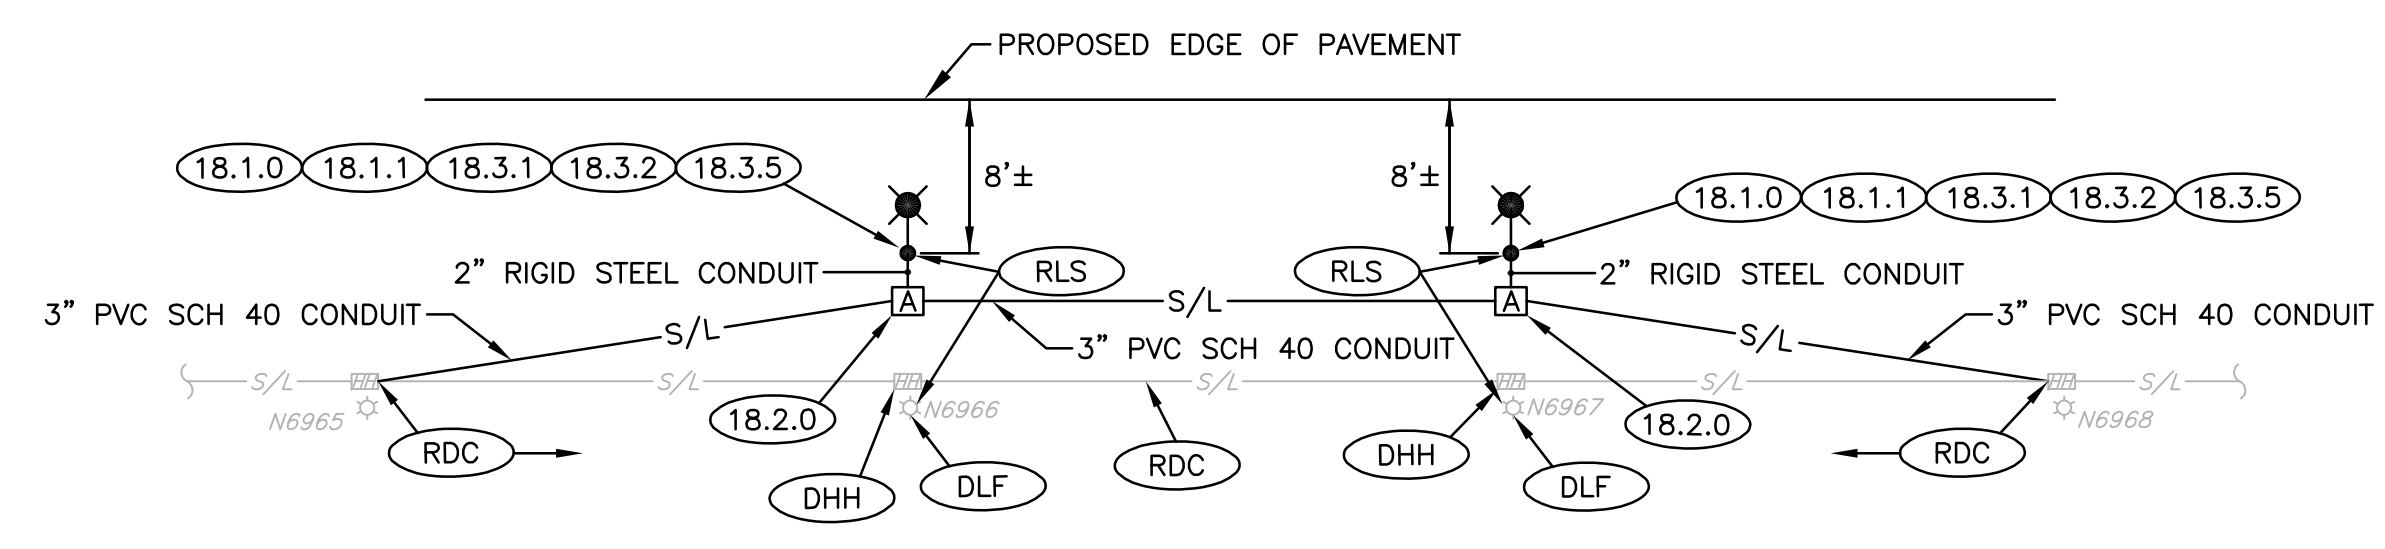 PROPOSED EDGE OF PAVEMENT
18.1.0 18.1.1 18.3.1 18.3.2 18.3.5
8'±
8'±
18.1.0 18.1.1 18.3.1 18.3.2 18.3.5
2" RIGID STEEL CONDUIT
RLS
RLS
2" RIGID STEEL CONDUIT
3" PVC SCH 40 CONDUIT
S/L
A
S/L
A
S/L
3" PVC SCH 40 CONDUIT
3" PVC SCH 40 CONDUIT
S/L
HH
S/L
HH
S/L
HH
S/L
HH
S/L
N6965
18.2.0
N6966
N6967
18.2.0
N6968
RDC
DHH
DLF
RDC
DHH
DLF
RDC